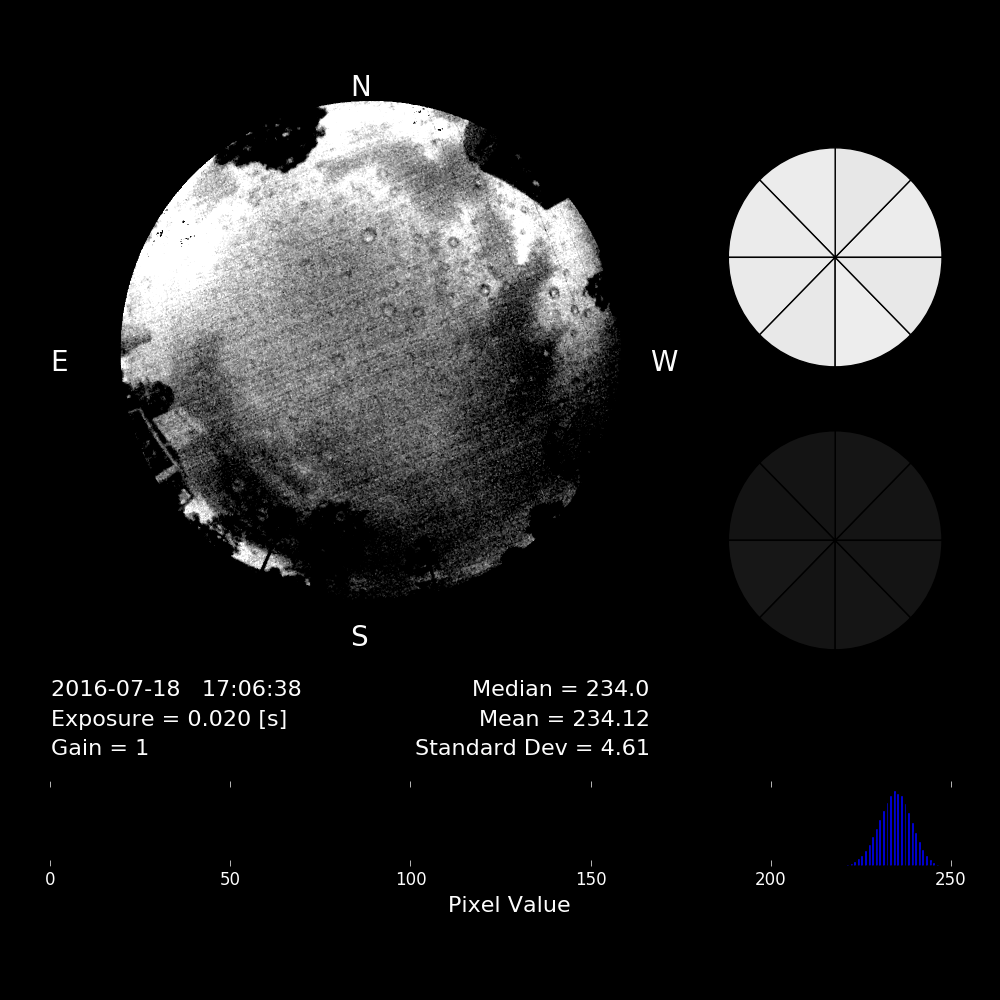 N
E
W
S
2016-07-18 17:06:38
Median = 234.0
Exposure = 0.020 [s]
Mean = 234.12
Gain = 1
Standard Dev = 4.61
0 50 100 150 200 250
Pixel Value